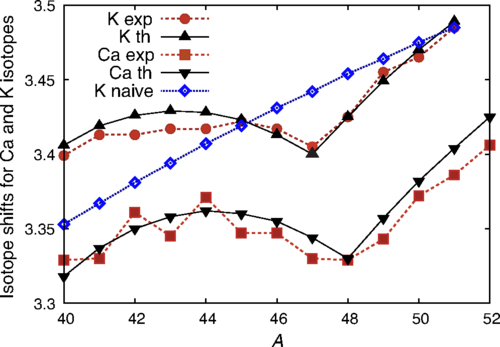 Isotope shifts for Ca and K isotopes
3.5
3.45
3.4
3.35
3.3
K exp
K th
Ca exp
Ca th
K naive
40 42 44 46 48 50 52
A